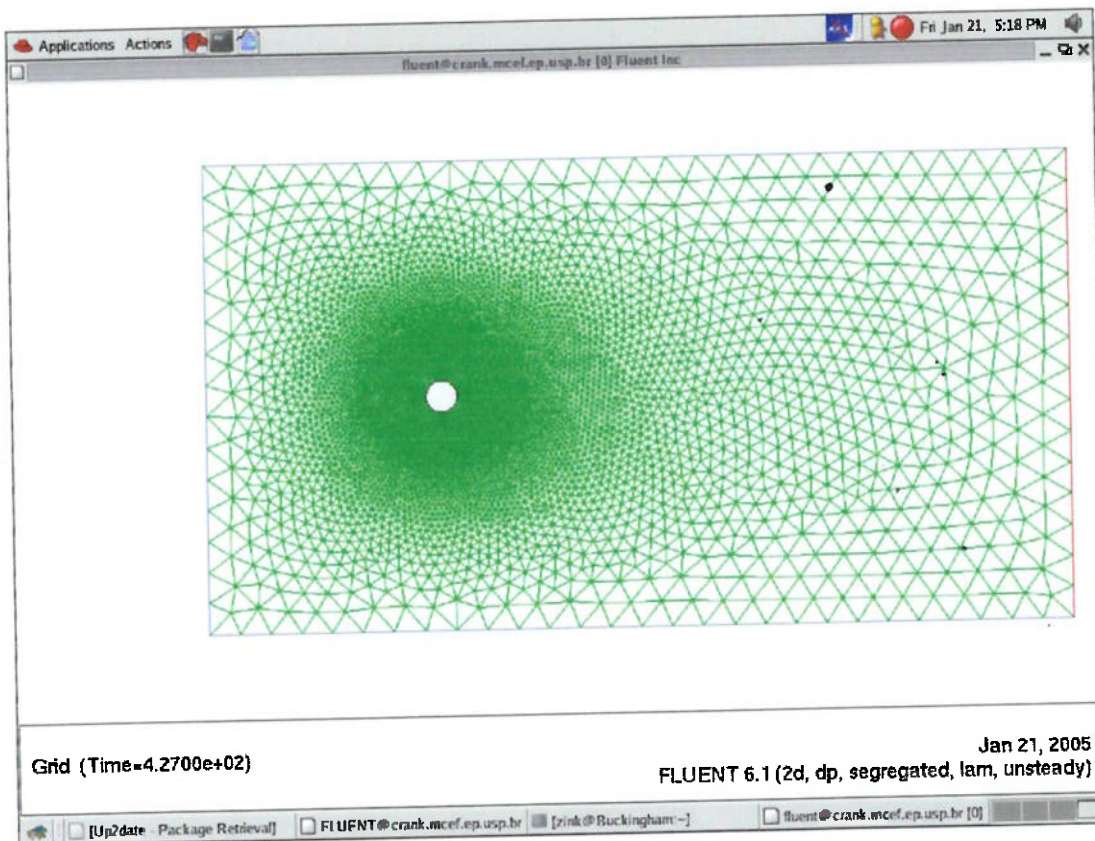 Applications Actions Fri Jan 21, 5:18 PM
fluent@crank.mcef.ep.usp.br [0] Fluent Inc
Grid (Time=4.2700e+02)
Jan 21, 2005
FLUENT 6.1 (2d, dp, segregated, lam, unsteady)
[Up2date - Package Retrieval] FLUENT@crank.mcef.ep.usp.br [zink@Buckingham:~] fluent@crank.mcef.ep.usp.br [0]